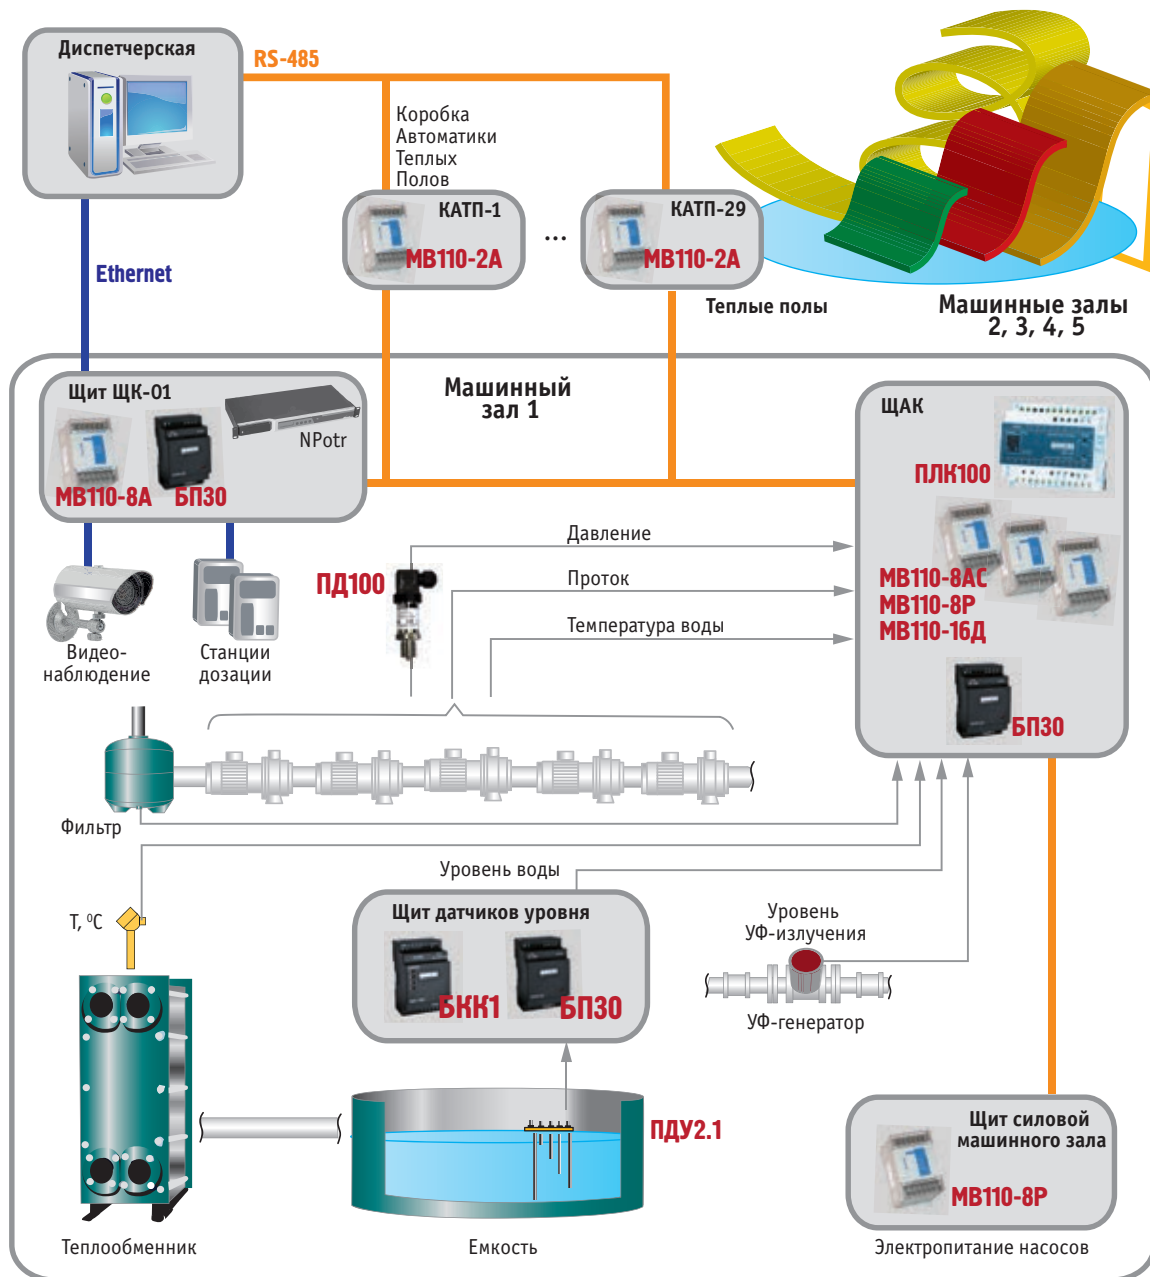 Диспетчерская
RS-485
Коробка
Автоматики
Теплых
Полов
КАТП-1
МВ110-2А
...
КАТП-29
МВ110-2А
Теплые полы
Машинные залы
2, 3, 4, 5
Ethernet
Щит ЩК-01
NPotr
МВ110-8А
БП30
Машинный
зал 1
ЩАК
ПЛК100
МВ110-8АС
МВ110-8Р
МВ110-16Д
БП30
Давление
ПД100
Проток
Температура воды
Видео-
наблюдение
Станции
дозации
Фильтр
Уровень воды
T, ⁰C
Щит датчиков уровня
БКК1
БП30
Уровень
УФ-излучения
УФ-генератор
ПДУ2.1
Щит силовой
машинного зала
МВ110-8Р
Теплообменник
Емкость
Электропитание насосов